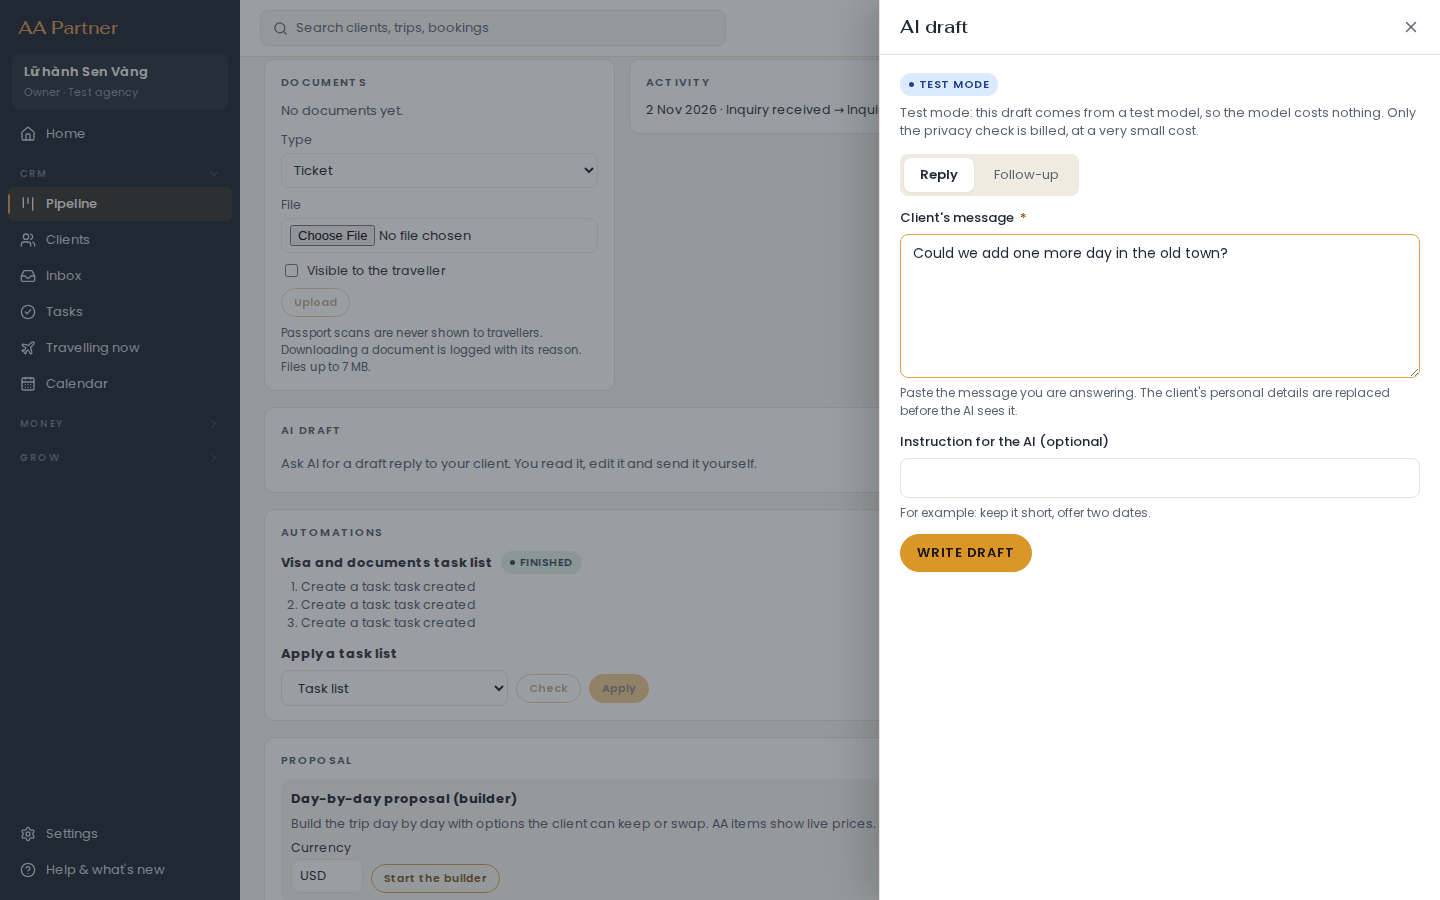 AA Partner
Lữ hành Sen Vàng
Owner · Test agency
Home
CRM
Pipeline
Clients
Inbox
Tasks
Travelling now
Calendar
MONEY
GROW
Settings
Help & what's new
Search clients, trips, bookings
DOCUMENTS
No documents yet.
Type
Ticket
File
Choose File No file chosen
Visible to the traveller
Upload
Passport scans are never shown to travellers.
Downloading a document is logged with its reason.
Files up to 7 MB.
ACTIVITY
2 Nov 2026 · Inquiry received → Inqui
AI DRAFT
Ask AI for a draft reply to your client. You read it, edit it and send it yourself.
AUTOMATIONS
Visa and documents task list FINISHED
1. Create a task: task created
2. Create a task: task created
3. Create a task: task created
Apply a task list
Task list Check Apply
PROPOSAL
Day-by-day proposal (builder)
Build the trip day by day with options the client can keep or swap. AA items show live prices.
Currency
USD Start the builder
AI draft
TEST MODE
Test mode: this draft comes from a test model, so the model costs nothing. Only
the privacy check is billed, at a very small cost.
Reply Follow-up
Client's message *
Could we add one more day in the old town?
Paste the message you are answering. The client's personal details are replaced
before the AI sees it.
Instruction for the AI (optional)
For example: keep it short, offer two dates.
WRITE DRAFT